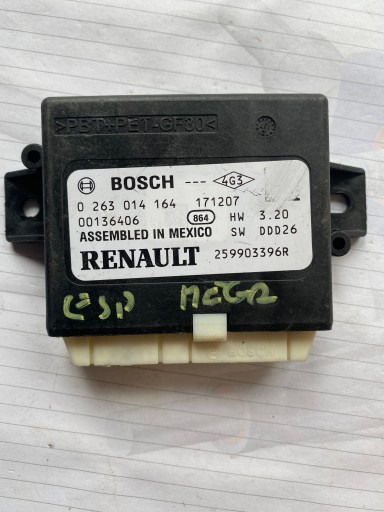 >PBT+PET-GF30<
BOSCH --- 4G3
0 263 014 164 171207
00136406 864 HW 3.20
ASSEMBLED IN MEXICO SW DDD26
RENAULT 259903396R